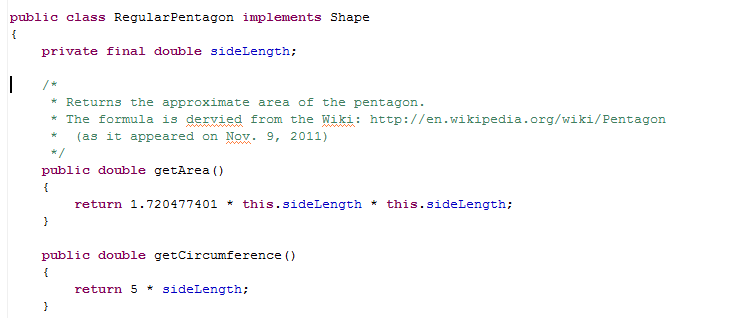 public class RegularPentagon implements Shape
{
    private final double sideLength;

    /*
     * Returns the approximate area of the pentagon.
     * The formula is dervied from the Wiki: http://en.wikipedia.org/wiki/Pentagon
     *  (as it appeared on Nov. 9, 2011)
     */
    public double getArea()
    {
        return 1.720477401 * this.sideLength * this.sideLength;
    }

    public double getCircumference()
    {
        return 5 * sideLength;
    }